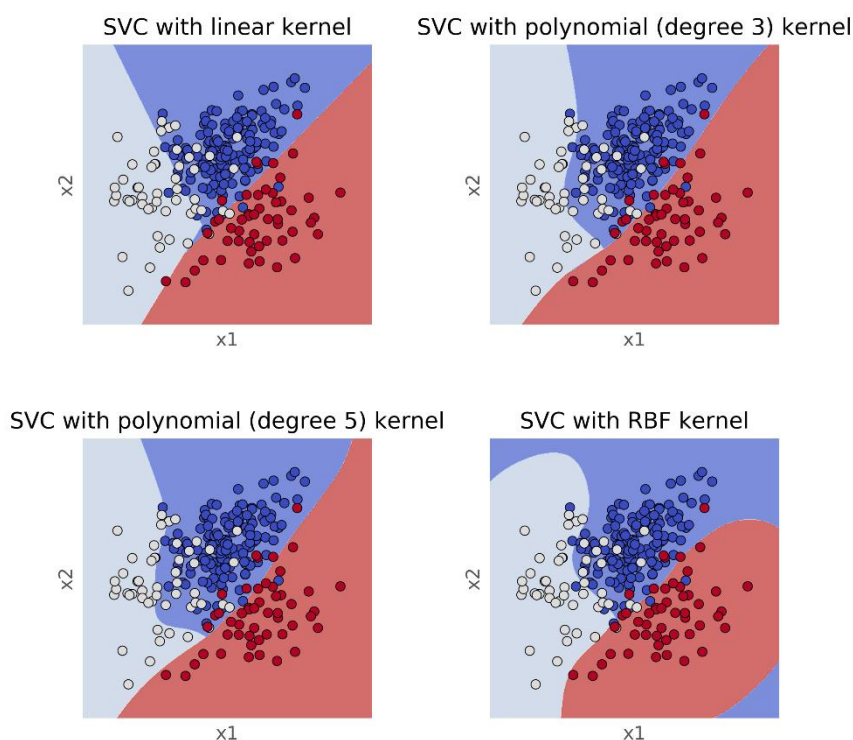 SVC with linear kernel
SVC with polynomial (degree 3) kernel
x2
x1
x2
x1
SVC with polynomial (degree 5) kernel
SVC with RBF kernel
x2
x1
x2
x1